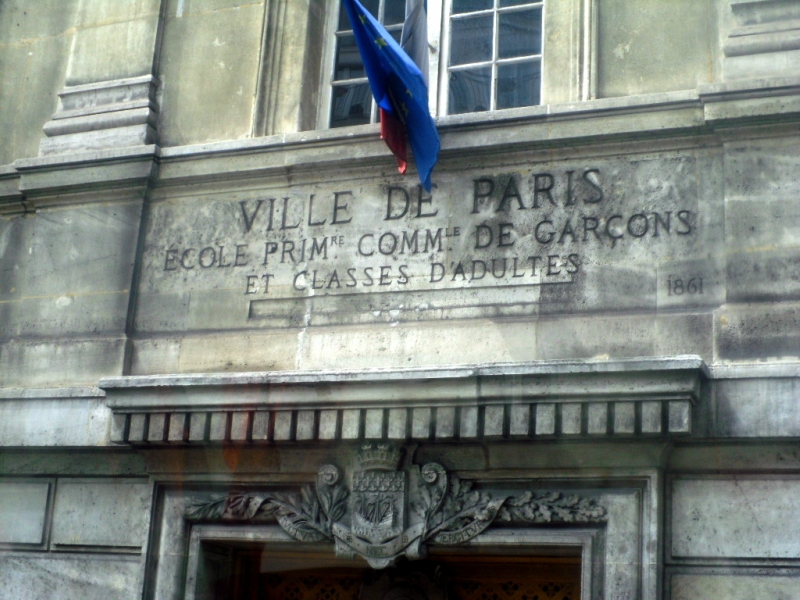 VILLE DE PARIS
ÉCOLE PRIMRE COMMLE DE GARÇONS
ET CLASSES D'ADULTES
1861